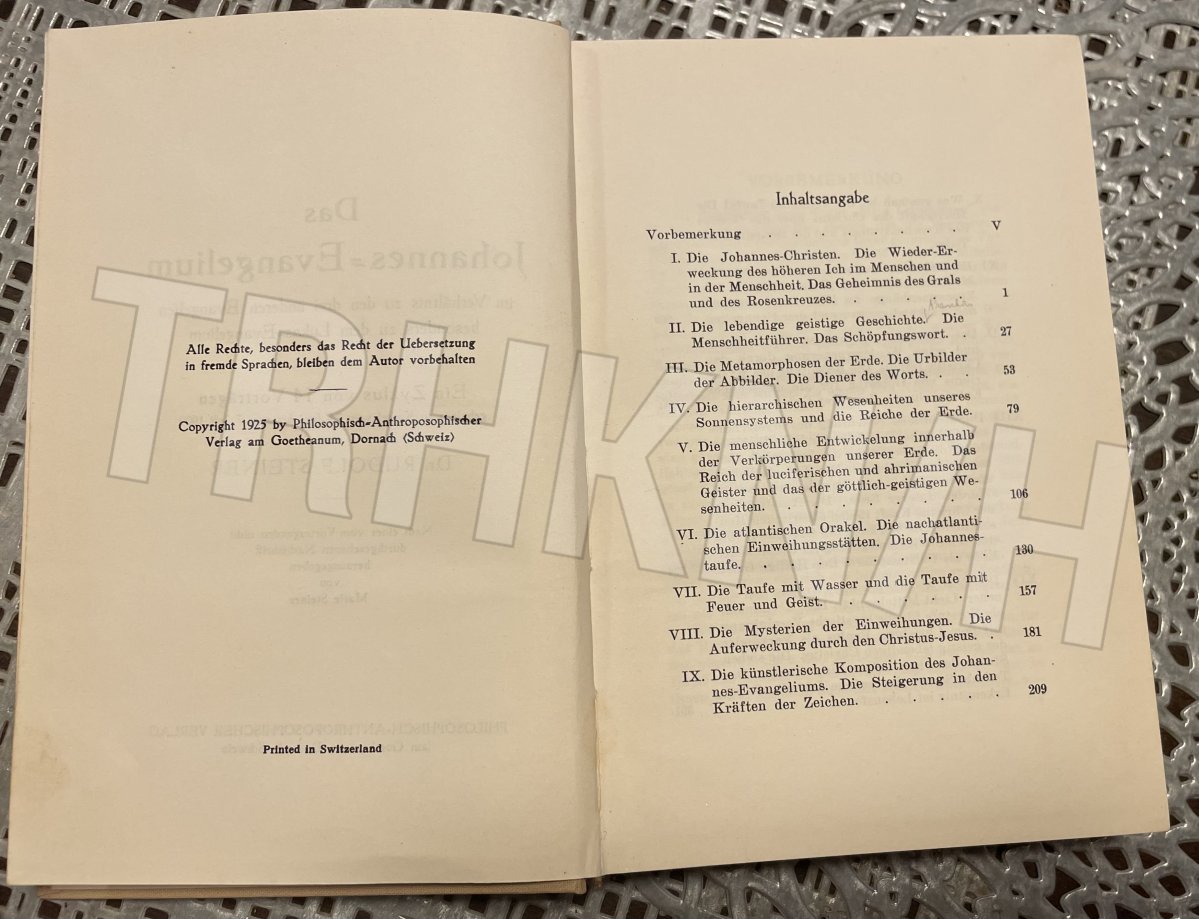 Alle Rechte, besonders das Recht der Uebersetzung
in fremde Sprachen, bleiben dem Autor vorbehalten
Copyright 1925 by Philosophisch-Anthroposophischer
Verlag am Goetheanum, Dornach (Schweiz)
Printed in Switzerland
Inhaltsangabe
Vorbemerkung . . . . . . . . V
I. Die Johannes-Christen. Die Wieder-Er-
weckung des höheren Ich im Menschen und
in der Menschheit. Das Geheimnis des Grals
und des Rosenkreuzes. . . . . . 1
II. Die lebendige geistige Geschichte. Die
Menschheitführer. Das Schöpfungswort. . 27
III. Die Metamorphosen der Erde. Die Urbilder
der Abbilder. Die Diener des Worts. . . 53
IV. Die hierarchischen Wesenheiten unseres
Sonnensystems und die Reiche der Erde. 79
V. Die menschliche Entwickelung innerhalb
der Verkörperungen unserer Erde. Das
Reich der luciferischen und ahrimanischen
Geister und das der göttlich-geistigen We-
senheiten. . . . . . . . . 106
VI. Die atlantischen Orakel. Die nachatlanti-
schen Einweihungsstätten. Die Johannes-
taufe. . . . . . . . . . 130
VII. Die Taufe mit Wasser und die Taufe mit
Feuer und Geist. . . . . . . 157
VIII. Die Mysterien der Einweihungen. Die
Auferweckung durch den Christus-Jesus. . 181
IX. Die künstlerische Komposition des Johan-
nes-Evangeliums. Die Steigerung in den
Kräften der Zeichen. . . . . . 209